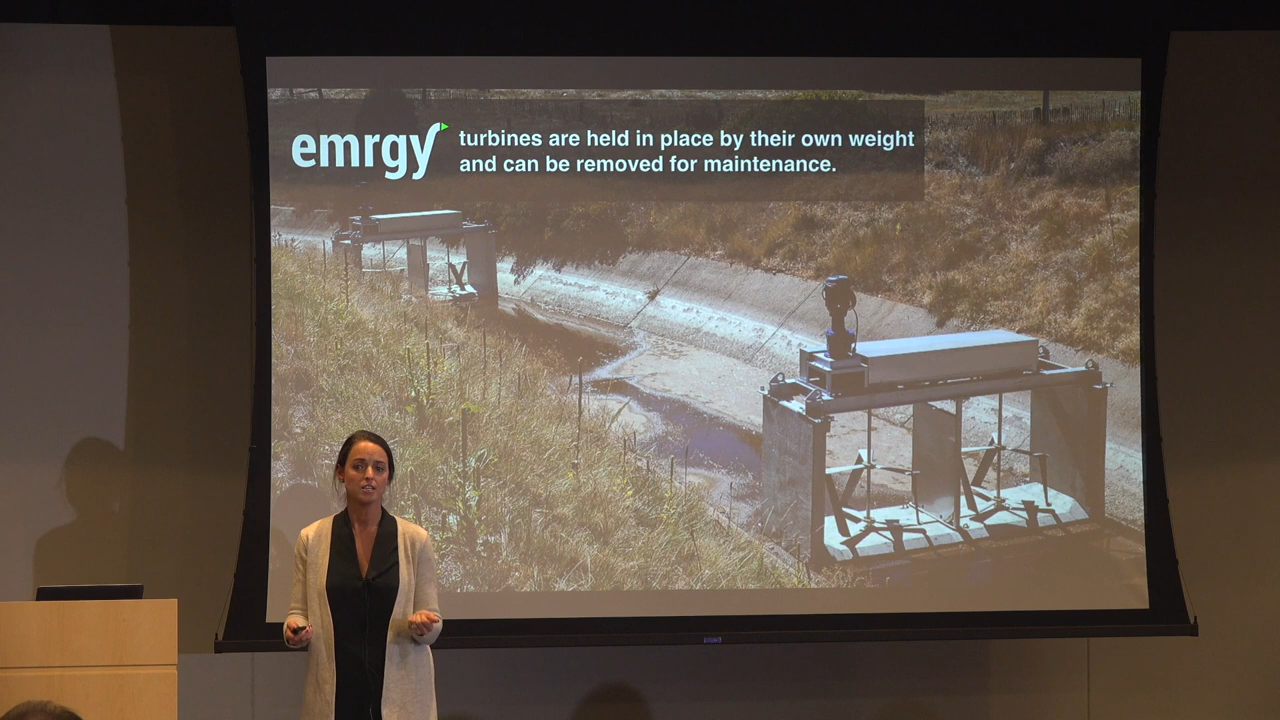 emrgy
turbines are held in place by their own weight
and can be removed for maintenance.